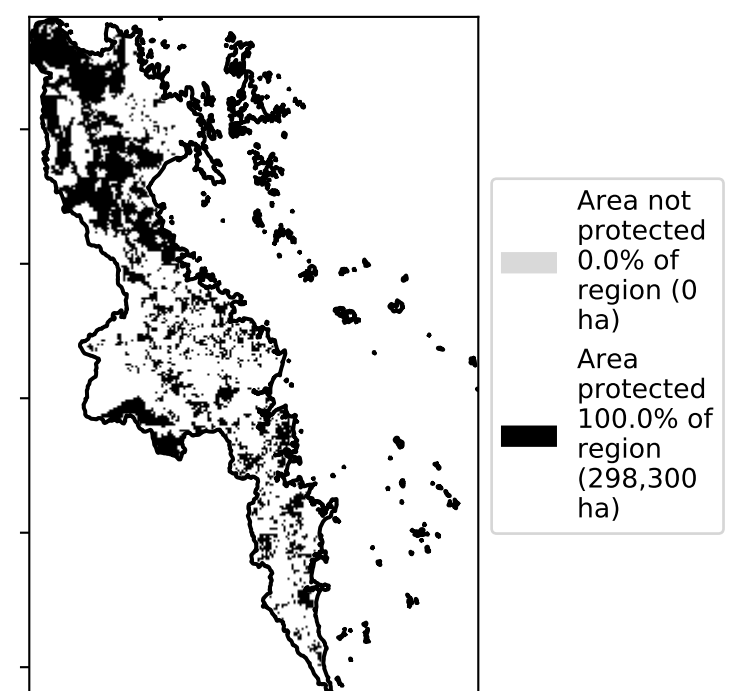 Area not
protected
0.0% of
region (0
ha)
Area
protected
100.0% of
region
(298,300
ha)